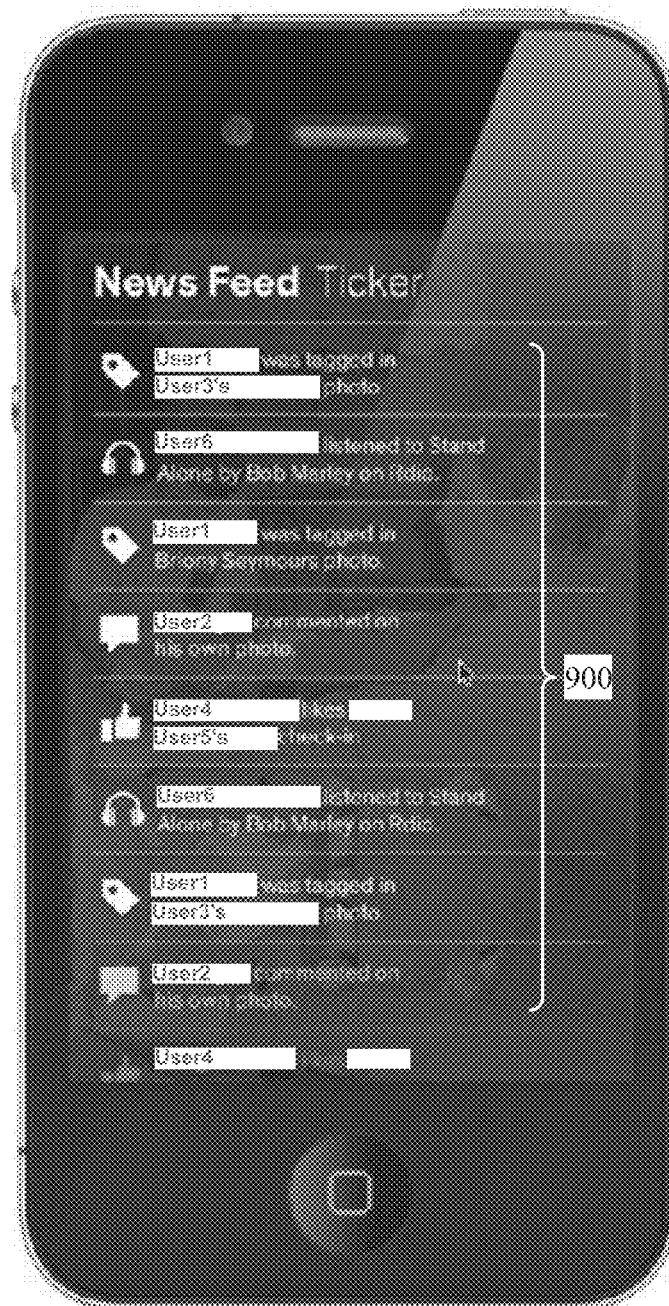 News Feed Ticker
User1 was tagged in
User3's photo
User6 listened to Stand
Alone by Bob Marley on Rdio.
User1 was tagged in
Briony Seymours photo.
User2 commented on
his own photo.
900
User4 likes
User5's check-in
User6 listened to Stand
Alone by Bob Marley on Rdio.
User1 was tagged in
User3's photo
User2 commented on
his own photo.
User4